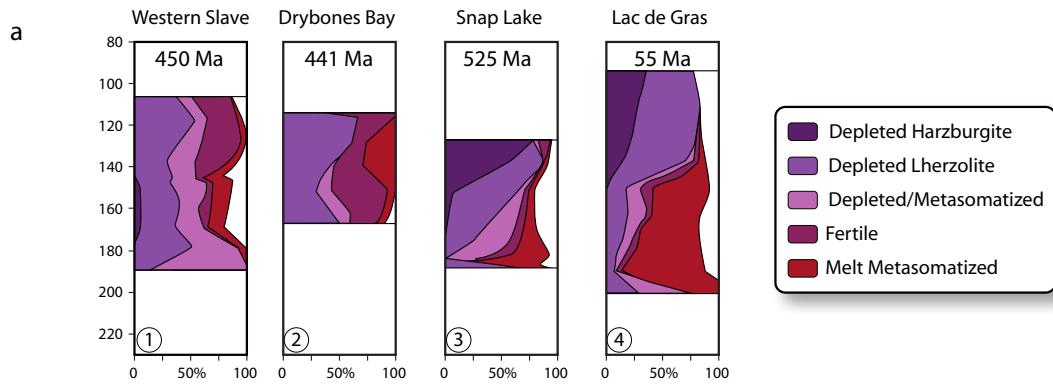 a
Western Slave
Drybones Bay
Snap Lake
Lac de Gras
450 Ma
441 Ma
525 Ma
55 Ma
80
100
120
140
160
180
200
220
1
2
3
4
0 50% 100
0 50% 100
0 50% 100
0 50% 100
Depleted Harzburgite
Depleted Lherzolite
Depleted/Metasomatized
Fertile
Melt Metasomatized